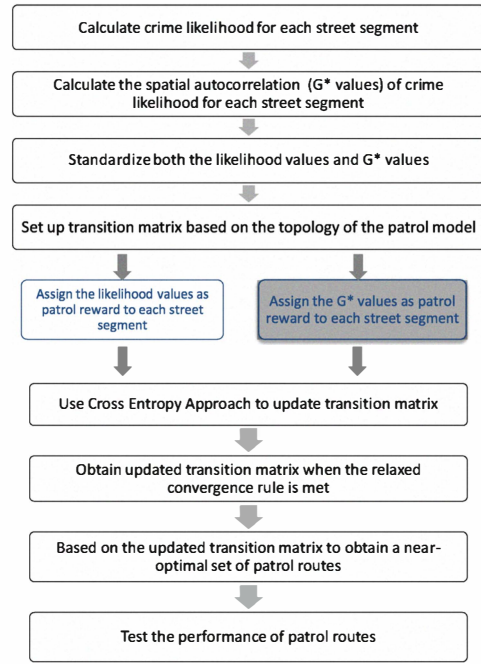 Calculate crime likelihood for each street segment
Calculate the spatial autocorrelation (G* values) of crime
likelihood for each street segment
Standardize both the likelihood values and G* values
Set up transition matrix based on the topology of the patrol model
Assign the likelihood values as
patrol reward to each street
segment
Assign the G* values as patrol
reward to each street segment
Use Cross Entropy Approach to update transition matrix
Obtain updated transition matrix when the relaxed
convergence rule is met
Based on the updated transition matrix to obtain a near-
optimal set of patrol routes
Test the performance of patrol routes